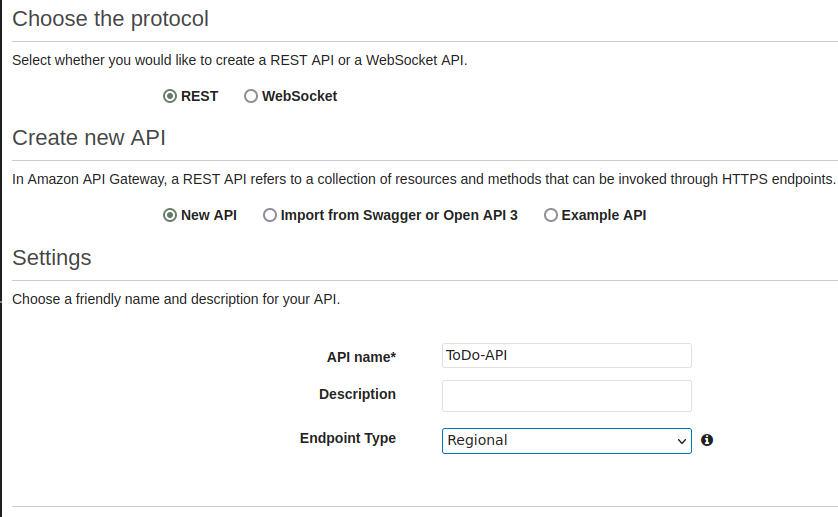 Choose the protocol
Select whether you would like to create a REST API or a WebSocket API.
REST WebSocket
Create new API
In Amazon API Gateway, a REST API refers to a collection of resources and methods that can be invoked through HTTPS endpoints.
New API Import from Swagger or Open API 3 Example API
Settings
Choose a friendly name and description for your API.
API name* ToDo-API
Description
Endpoint Type Regional